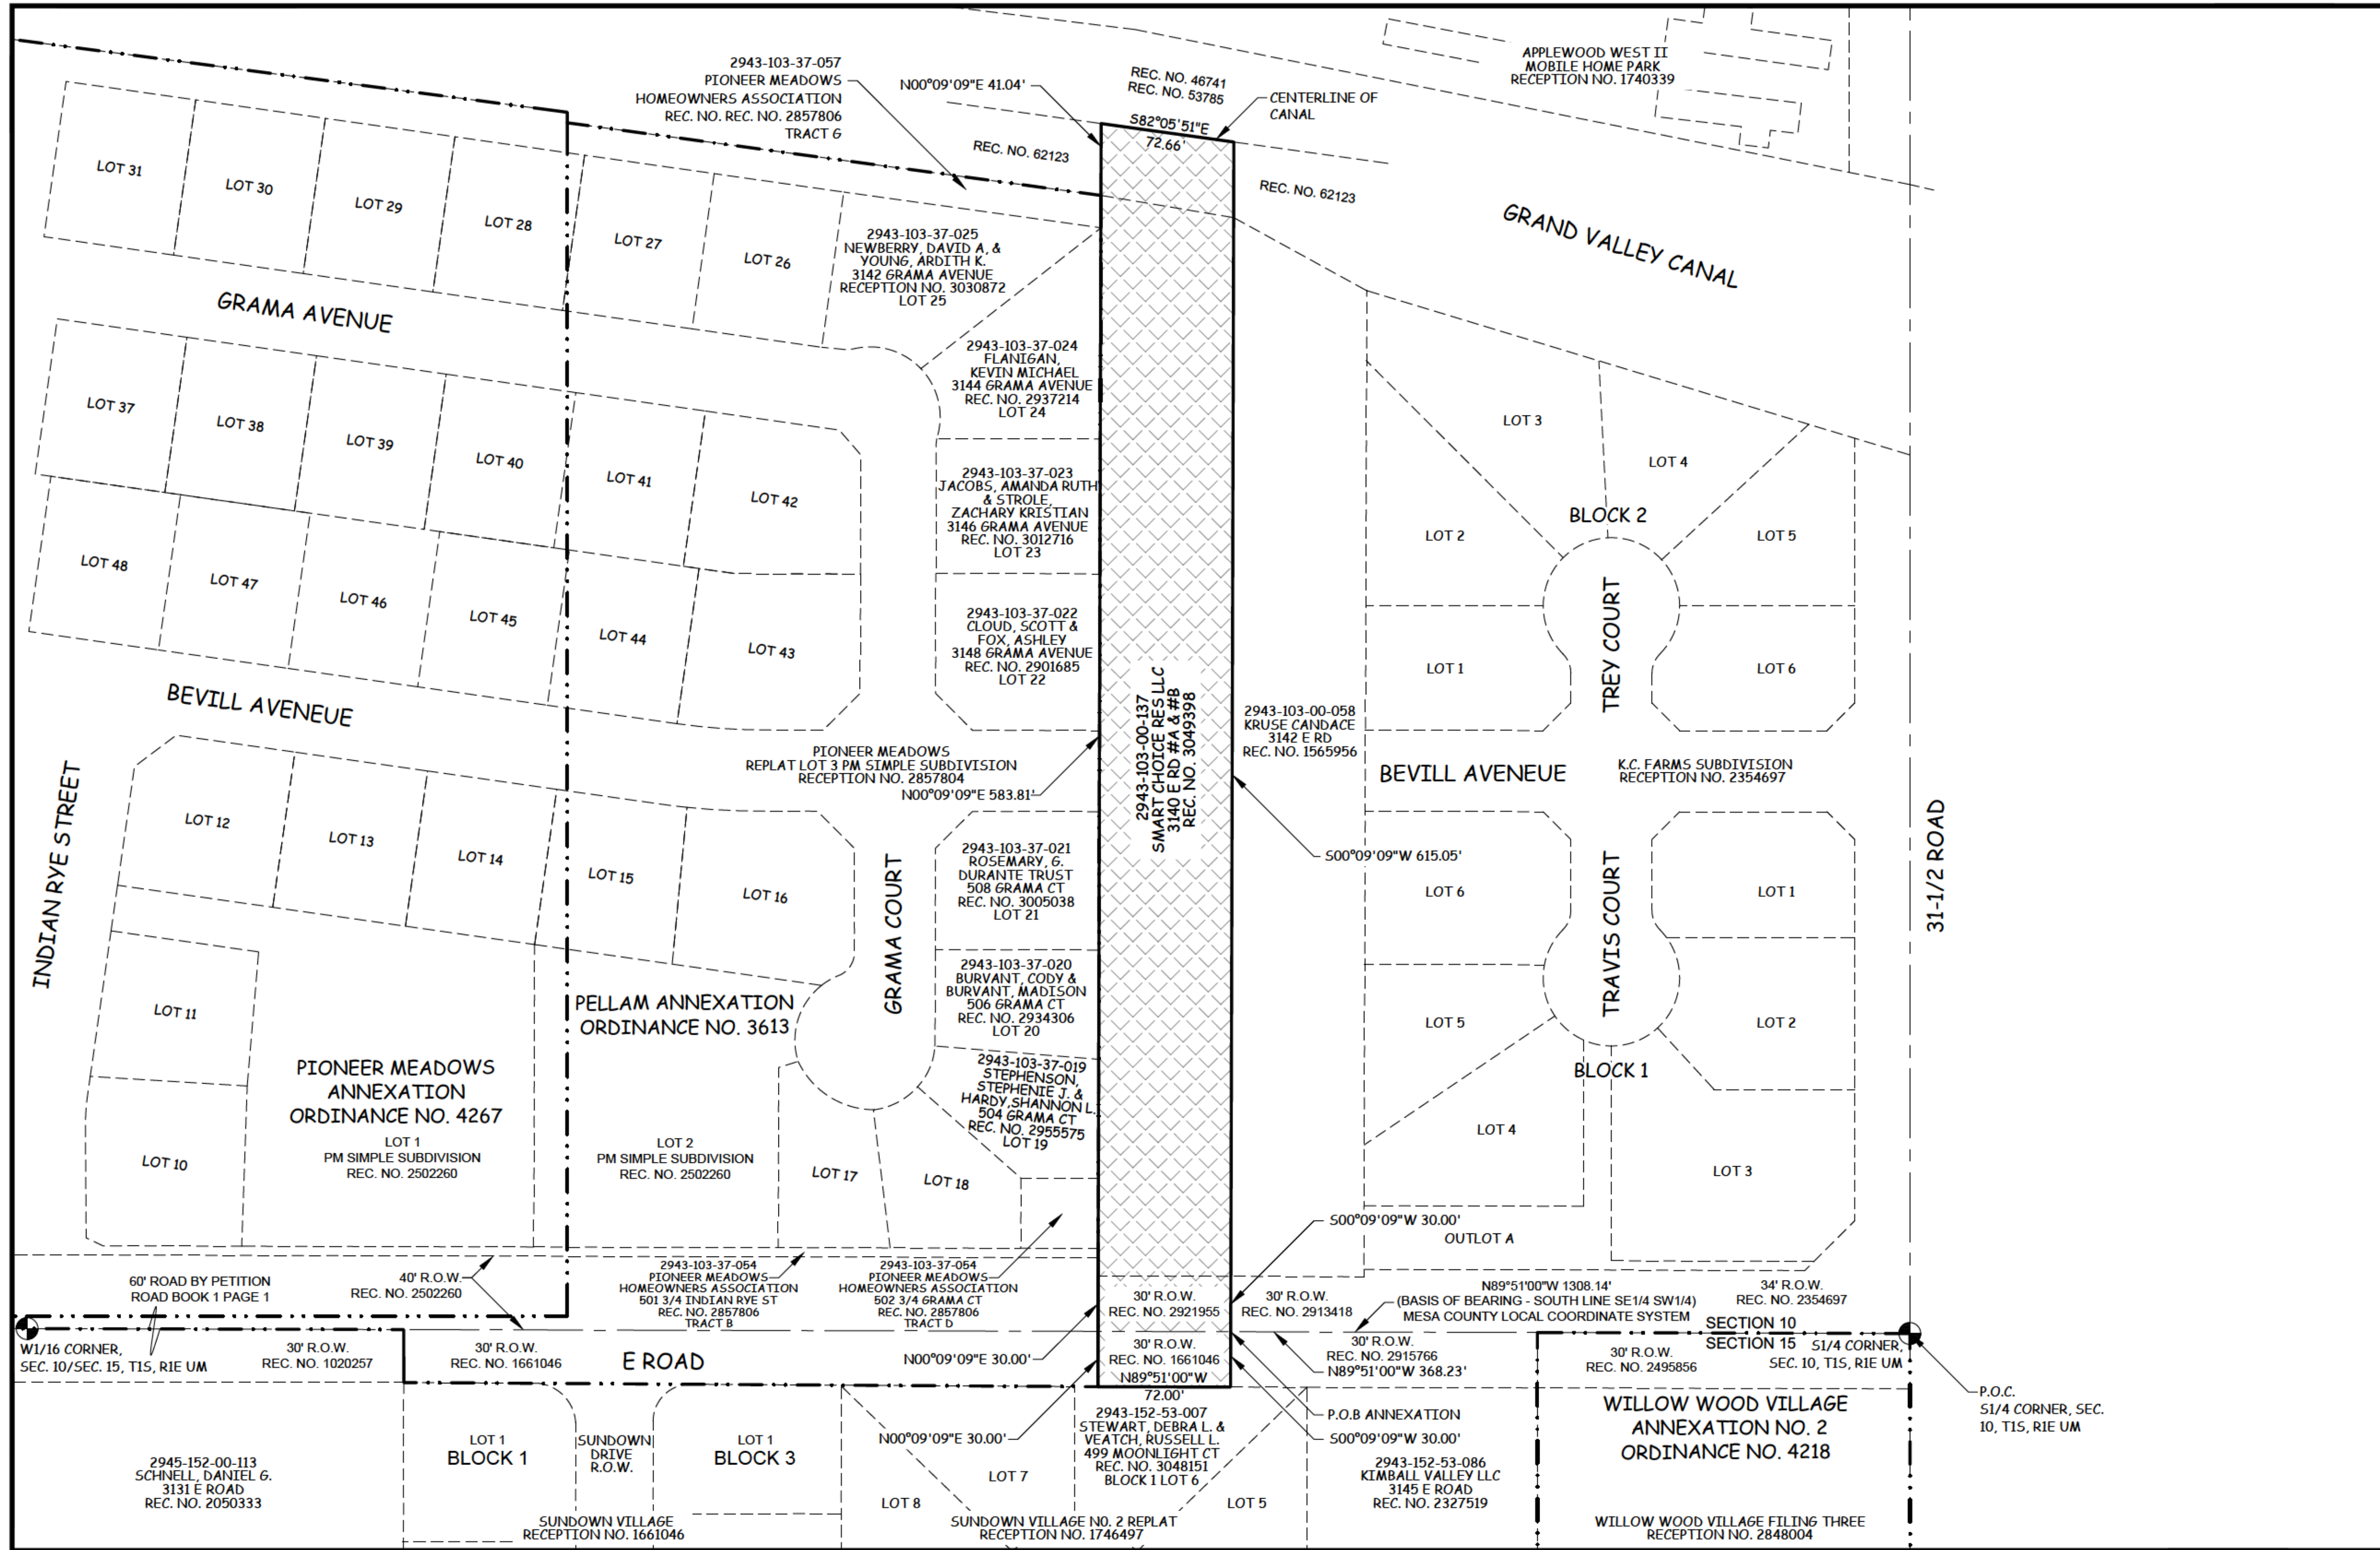 2943-103-37-057
PIONEER MEADOWS
HOMEOWNERS ASSOCIATION
REC. NO. REC. NO. 2857806
TRACT G
N00°09'09"E 41.04'
REC. NO. 46741
REC. NO. 53785
CENTERLINE OF
CANAL
S82°05'51"E
72.66'
REC. NO. 62123
REC. NO. 62123
APPLEWOOD WEST II
MOBILE HOME PARK
RECEPTION NO. 1740339
GRAND VALLEY CANAL
LOT 31
LOT 30
LOT 29
LOT 28
LOT 27
LOT 26
2943-103-37-025
NEWBERRY, DAVID A, &
YOUNG, ARDITH K.
3142 GRAMA AVENUE
RECEPTION NO. 3030872
LOT 25
GRAMA AVENUE
2943-103-37-024
FLANIGAN,
KEVIN MICHAEL
3144 GRAMA AVENUE
REC. NO. 2937214
LOT 24
LOT 37
LOT 38
LOT 39
LOT 40
LOT 41
LOT 42
2943-103-37-023
JACOBS, AMANDA RUTH
& STROLE,
ZACHARY KRISTIAN
3146 GRAMA AVENUE
REC. NO. 3012716
LOT 23
LOT 48
LOT 47
LOT 46
LOT 45
LOT 44
LOT 43
2943-103-37-022
CLOUD, SCOTT &
FOX, ASHLEY
3148 GRAMA AVENUE
REC. NO. 2901685
LOT 22
LOT 3
LOT 4
BLOCK 2
LOT 2
LOT 5
TREY COURT
LOT 1
LOT 6
BEVILL AVENEUE
PIONEER MEADOWS
REPLAT LOT 3 PM SIMPLE SUBDIVISION
RECEPTION NO. 2857804
N00°09'09"E 583.81'
2943-103-00-137
SMART CHOICE RES LLC
3140 E RD #A & #B
REC. NO. 3049398
2943-103-00-058
KRUSE CANDACE
3142 E RD
REC. NO. 1565956
BEVILL AVENEUE
K.C. FARMS SUBDIVISION
RECEPTION NO. 2354697
S00°09'09"W 615.05'
31-1/2 ROAD
INDIAN RYE STREET
LOT 12
LOT 13
LOT 14
LOT 15
LOT 16
GRAMA COURT
2943-103-37-021
ROSEMARY, G.
DURANTE TRUST
508 GRAMA CT
REC. NO. 3005038
LOT 21
LOT 6
TRAVIS COURT
LOT 1
LOT 11
PELLAM ANNEXATION
ORDINANCE NO. 3613
2943-103-37-020
BURVANT, CODY &
BURVANT, MADISON
506 GRAMA CT
REC. NO. 2934306
LOT 20
LOT 5
LOT 2
BLOCK 1
PIONEER MEADOWS
ANNEXATION
ORDINANCE NO. 4267
LOT 1
PM SIMPLE SUBDIVISION
REC. NO. 2502260
LOT 2
PM SIMPLE SUBDIVISION
REC. NO. 2502260
2943-103-37-019
STEPHENSON,
STEPHENIE J. &
HARDY,SHANNON L.
504 GRAMA CT
REC. NO. 2955575
LOT 19
LOT 10
LOT 17
LOT 18
LOT 4
LOT 3
S00°09'09"W 30.00'
OUTLOT A
60' ROAD BY PETITION
ROAD BOOK 1 PAGE 1
40' R.O.W.
REC. NO. 2502260
2943-103-37-054
PIONEER MEADOWS
HOMEOWNERS ASSOCIATION
501 3/4 INDIAN RYE ST
REC. NO. 2857806
TRACT B
2943-103-37-054
PIONEER MEADOWS
HOMEOWNERS ASSOCIATION
502 3/4 GRAMA CT
REC. NO. 2857806
TRACT D
30' R.O.W.
REC. NO. 2921955
30' R.O.W.
REC. NO. 2913418
N89°51'00"W 1308.14'
(BASIS OF BEARING - SOUTH LINE SE1/4 SW1/4)
MESA COUNTY LOCAL COORDINATE SYSTEM
34' R.O.W.
REC. NO. 2354697
SECTION 10
SECTION 15
W1/16 CORNER,
SEC. 10/SEC. 15, T1S, R1E UM
30' R.O.W.
REC. NO. 1020257
30' R.O.W.
REC. NO. 1661046
E ROAD
N00°09'09"E 30.00'
30' R.O.W.
REC. NO. 1661046
N89°51'00"W
72.00'
30' R.O.W.
REC. NO. 2915766
N89°51'00"W 368.23'
30' R.O.W.
REC. NO. 2495856
S1/4 CORNER,
SEC. 10, T1S, R1E UM
P.O.C.
S1/4 CORNER, SEC.
10, T1S, R1E UM
P.O.B ANNEXATION
S00°09'09"W 30.00'
N00°09'09"E 30.00'
2943-152-53-007
STEWART, DEBRA L. &
VEATCH, RUSSELL L.
499 MOONLIGHT CT
REC. NO. 3048151
BLOCK 1 LOT 6
WILLOW WOOD VILLAGE
ANNEXATION NO. 2
ORDINANCE NO. 4218
2945-152-00-113
SCHNELL, DANIEL G.
3131 E ROAD
REC. NO. 2050333
LOT 1
BLOCK 1
SUNDOWN
DRIVE
R.O.W.
LOT 1
BLOCK 3
LOT 8
LOT 7
LOT 5
2943-152-53-086
KIMBALL VALLEY LLC
3145 E ROAD
REC. NO. 2327519
SUNDOWN VILLAGE
RECEPTION NO. 1661046
SUNDOWN VILLAGE NO. 2 REPLAT
RECEPTION NO. 1746497
WILLOW WOOD VILLAGE FILING THREE
RECEPTION NO. 2848004